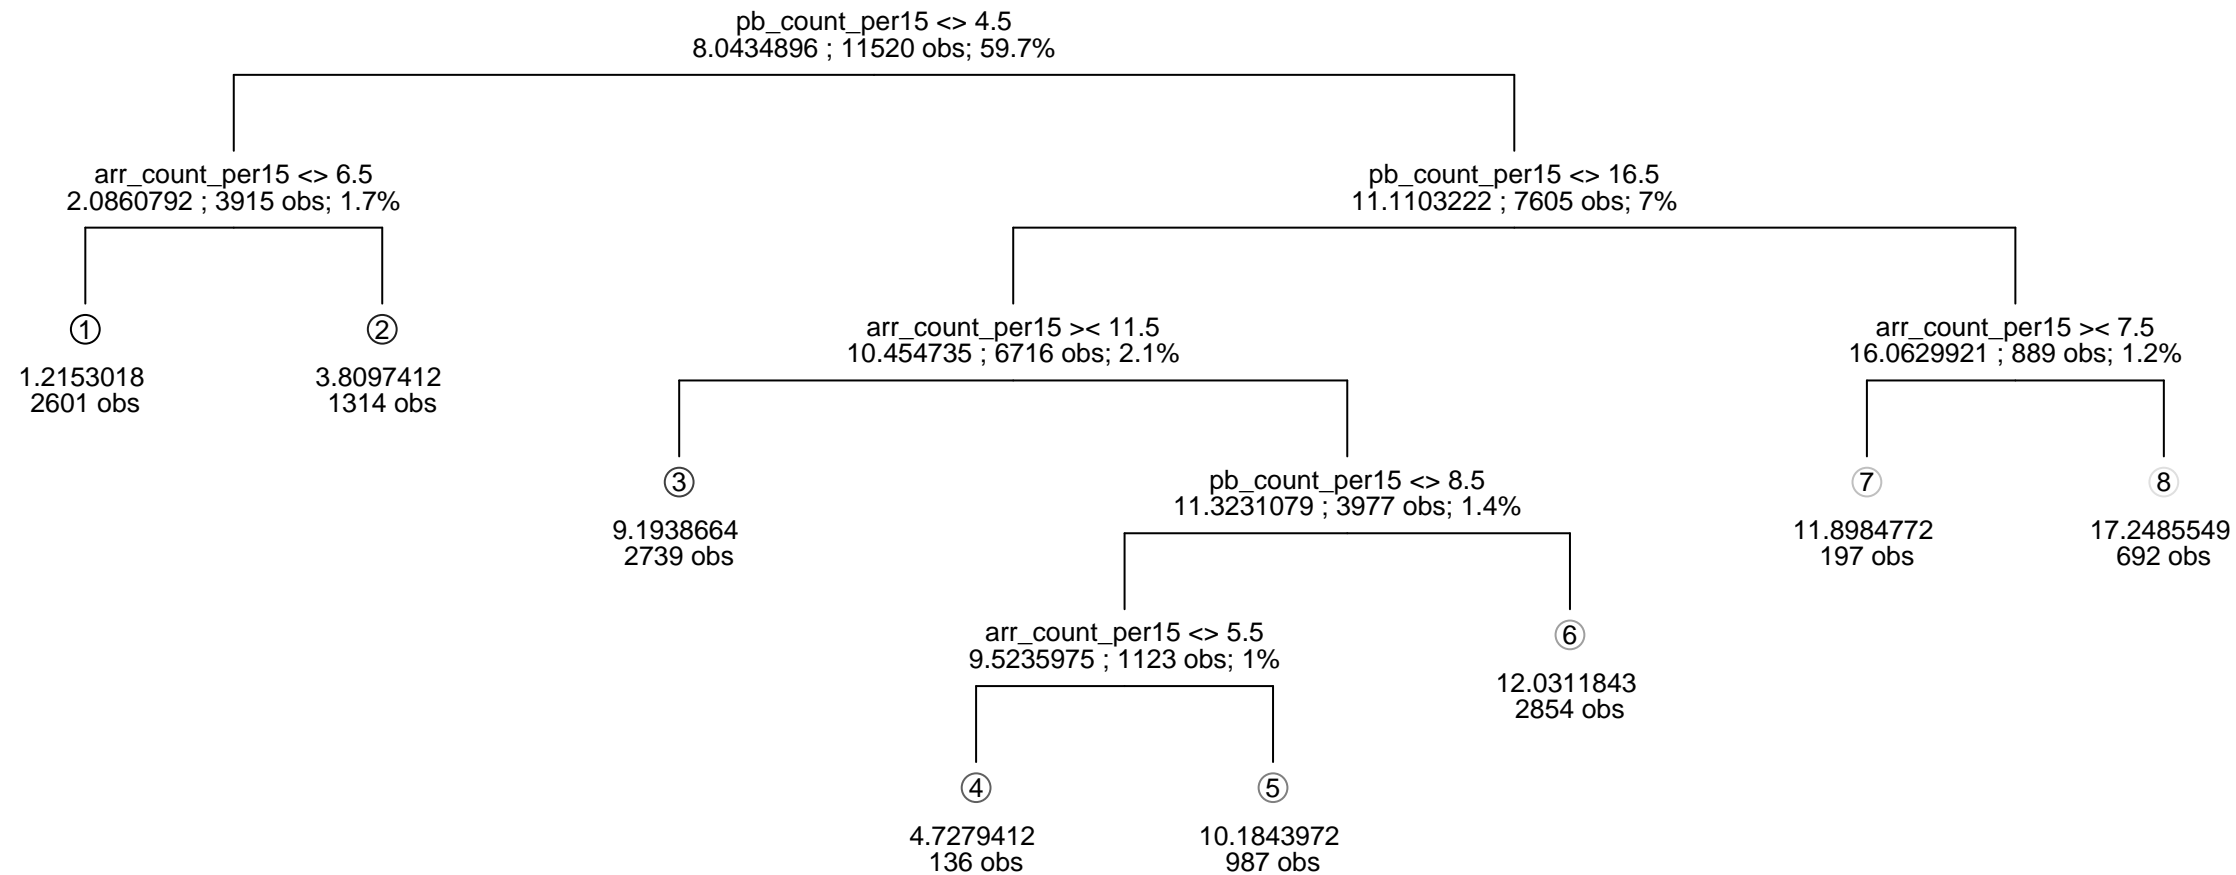 pb_count_per15 <> 4.5
8.0434896 ; 11520 obs; 59.7%
arr_count_per15 <> 6.5
2.0860792 ; 3915 obs; 1.7%
pb_count_per15 <> 16.5
11.1103222 ; 7605 obs; 7%
1
1.2153018
2601 obs
2
3.8097412
1314 obs
arr_count_per15 >< 11.5
10.454735 ; 6716 obs; 2.1%
arr_count_per15 >< 7.5
16.0629921 ; 889 obs; 1.2%
3
9.1938664
2739 obs
pb_count_per15 <> 8.5
11.3231079 ; 3977 obs; 1.4%
7
11.8984772
197 obs
8
17.2485549
692 obs
arr_count_per15 <> 5.5
9.5235975 ; 1123 obs; 1%
6
12.0311843
2854 obs
4
4.7279412
136 obs
5
10.1843972
987 obs